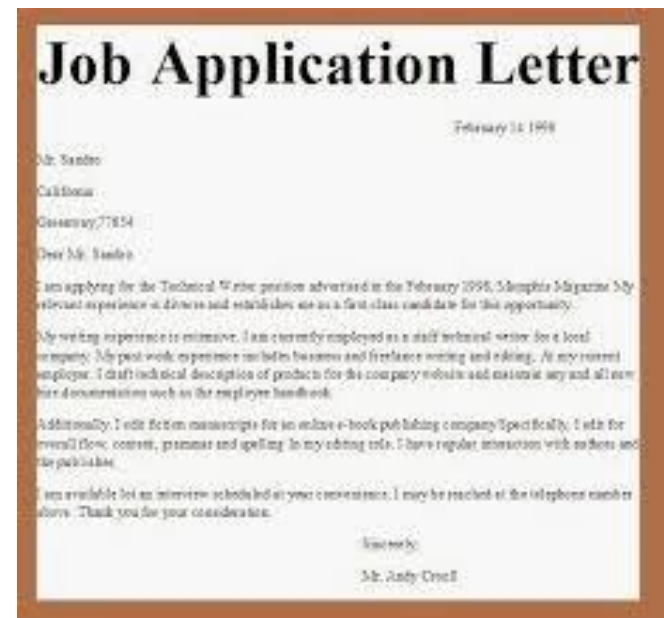 Job Application Letter
February 14 1998
Mr. Sandro
California
Greenway,77834
Dear Mr. Sandro
I am applying for the Technical Writer position advertised in the February 1998, Memphis Magazine My
relevant experience is diverse and establishes me as a first class candidate for this opportunity.
My writing experience is extensive. I am currently employed as a staff technical writer for a local
company. My past work experience includes business and freelance writing and editing. At my current
employer, I draft technical description of products for the company website and maintain any and all new
hire documentation such as the employee handbook
Additionally, I edit fiction manuscripts for an online e-book publishing company Specifically, I edit for
overall flow, content, grammar and spelling In my editing role, I have regular interaction with authors and
the publisher
I am available for an interview scheduled at your convenience. I may be reached at the telephone number
above. Thank you for your consideration.
Sincerely,
Mr. Andy